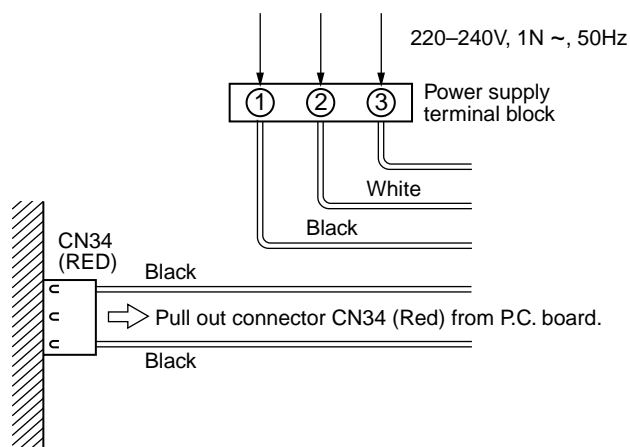 220–240V, 1N ~, 50Hz
① ② ③
Power supply
terminal block
White
Black
CN34
(RED)
Black
Pull out connector CN34 (Red) from P.C. board.
Black